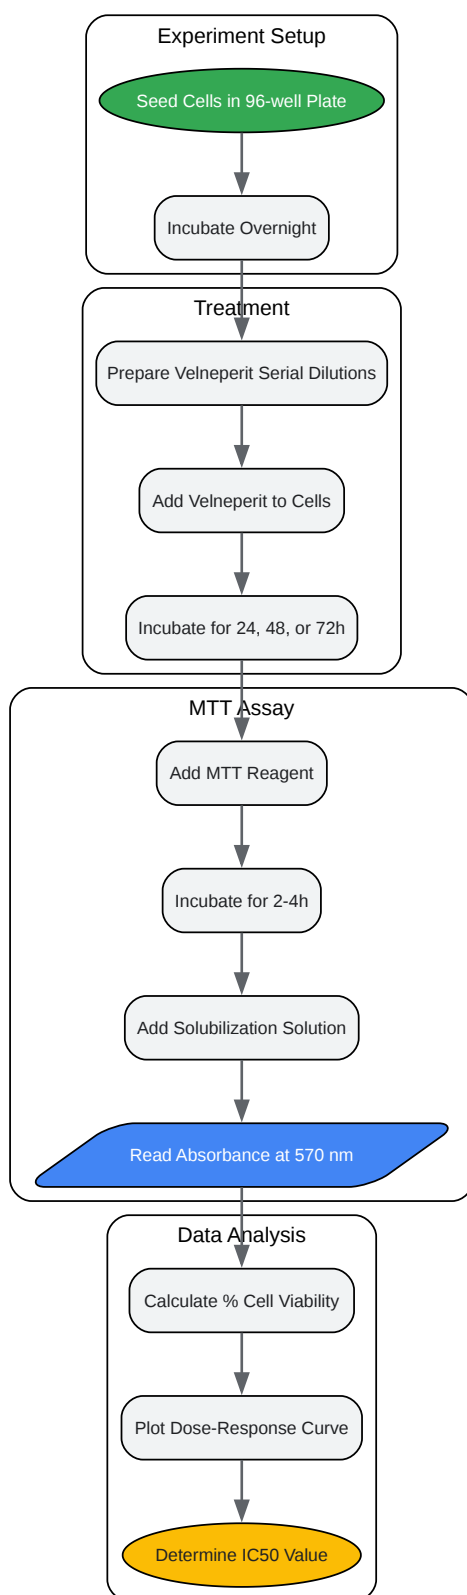 Experiment Setup
Seed Cells in 96-well Plate
Incubate Overnight
Treatment
Prepare Velneperit Serial Dilutions
Add Velneperit to Cells
Incubate for 24, 48, or 72h
MTT Assay
Add MTT Reagent
Incubate for 2-4h
Add Solubilization Solution
Read Absorbance at 570 nm
Data Analysis
Calculate % Cell Viability
Plot Dose-Response Curve
Determine IC50 Value